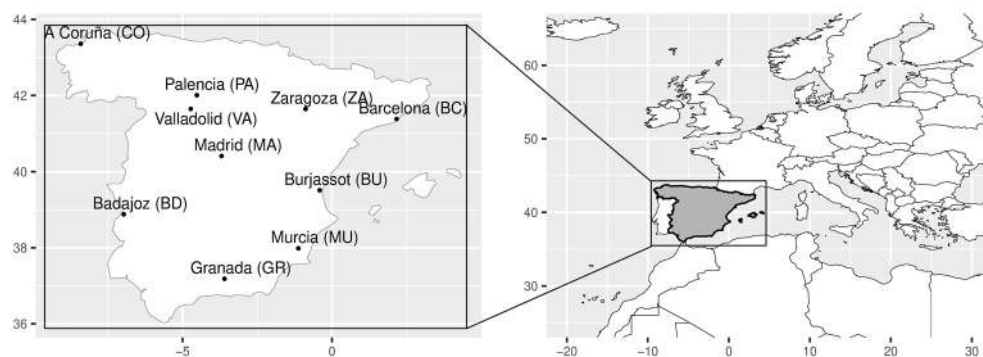 44
A Coruña (CO)
42
Palencia (PA)
Zaragoza (ZA)
Barcelona (BC)
Valladolid (VA)
Madrid (MA)
40
Burjassot (BU)
Badajoz (BD)
38
Murcia (MU)
Granada (GR)
36
−5
0
60
50
40
30
−20
−10
0
10
20
30